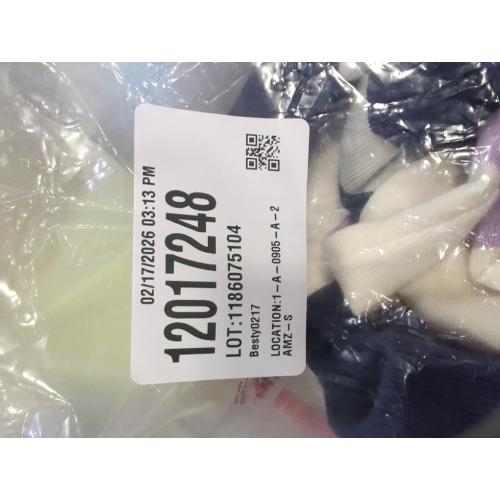 02/17/2026 03:13 PM
12017248
LOT:1186075104
Besty0217
LOCATION:1-A-0905-A-2
AMZ-S